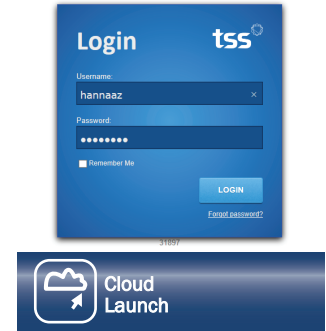 Login
tss
Username:
hannaaz
Password:
Remember Me
LOGIN
Forgot password?
31897
Cloud
Launch